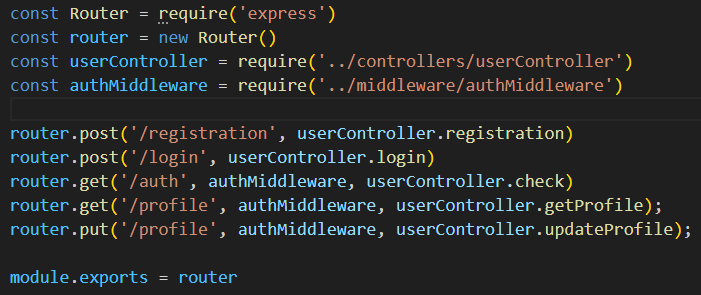 const Router = require('express')
const router = new Router()
const userController = require('../controllers/userController')
const authMiddleware = require('../middleware/authMiddleware')
router.post('/registration', userController.registration)
router.post('/login', userController.login)
router.get('/auth', authMiddleware, userController.check)
router.get('/profile', authMiddleware, userController.getProfile);
router.put('/profile', authMiddleware, userController.updateProfile);
module.exports = router